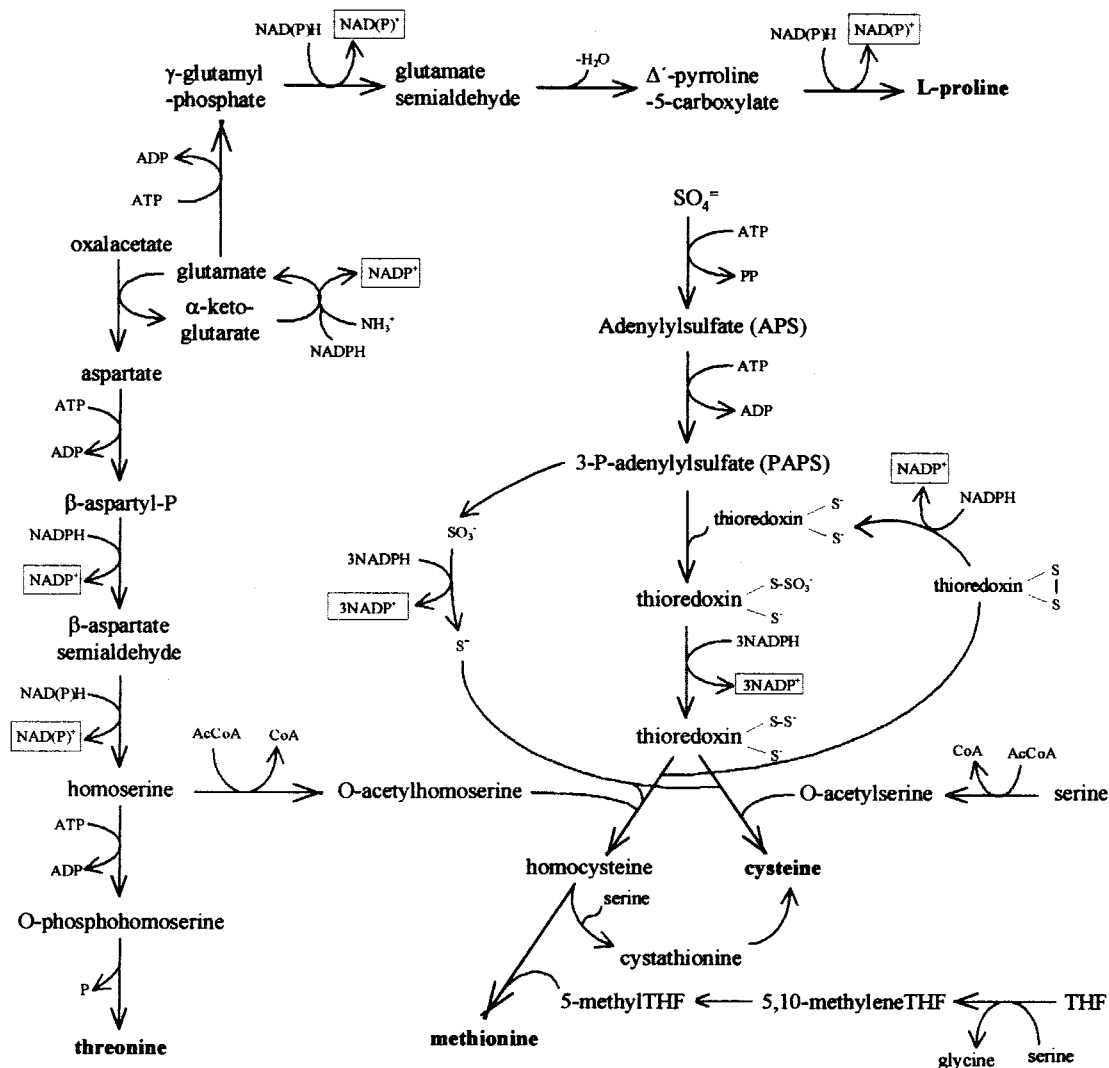 NAD(P)H
NAD(P)+
γ-glutamyl
-phosphate
glutamate
semialdehyde
-H2O
Δ´-pyrroline
-5-carboxylate
NAD(P)H
NAD(P)+
L-proline
ADP
ATP
oxalacetate
glutamate
α-keto-
glutarate
NADP+
NH3+
NADPH
aspartate
ATP
ADP
β-aspartyl-P
NADPH
NADP+
β-aspartate
semialdehyde
NAD(P)H
NAD(P)+
homoserine
AcCoA
CoA
O-acetylhomoserine
ATP
ADP
O-phosphohomoserine
P
threonine
SO4=
ATP
PP
Adenylylsulfate (APS)
ATP
ADP
3-P-adenylylsulfate (PAPS)
SO3-
3NADPH
3NADP+
S-
thioredoxin
S-
S-
NADP+
NADPH
thioredoxin
S
S
thioredoxin
S-SO3-
S-
3NADPH
3NADP+
thioredoxin
S-S-
S-
CoA
AcCoA
O-acetylserine
serine
homocysteine
cysteine
serine
cystathionine
methionine
5-methylTHF
5,10-methyleneTHF
THF
glycine
serine